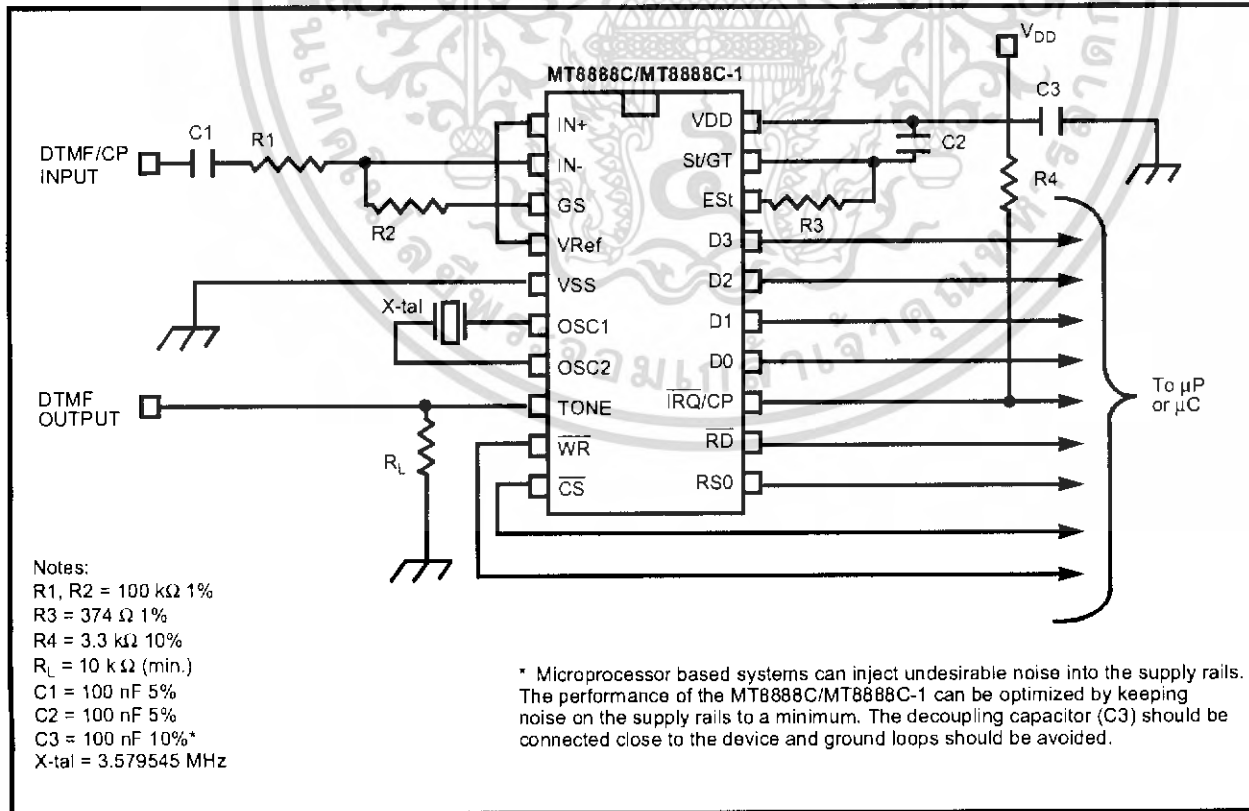 V_DD
MT8888C/MT8888C-1
C3
C1
R1
DTMF/CP
INPUT
IN+
VDD
C2
IN-
St/GT
R4
GS
ESt
R2
R3
VRef
D3
VSS
D2
X-tal
OSC1
D1
OSC2
D0
DTMF
OUTPUT
TONE
I̅R̅Q̅/CP
To µP
or µC
W̅R̅
R̅D̅
R_L
C̅S̅
RS0
Notes:
R1, R2 = 100 kΩ 1%
R3 = 374 Ω 1%
R4 = 3.3 kΩ 10%
R_L = 10 k Ω (min.)
C1 = 100 nF 5%
C2 = 100 nF 5%
C3 = 100 nF 10%*
X-tal = 3.579545 MHz
* Microprocessor based systems can inject undesirable noise into the supply rails.
The performance of the MT8888C/MT8888C-1 can be optimized by keeping
noise on the supply rails to a minimum. The decoupling capacitor (C3) should be
connected close to the device and ground loops should be avoided.